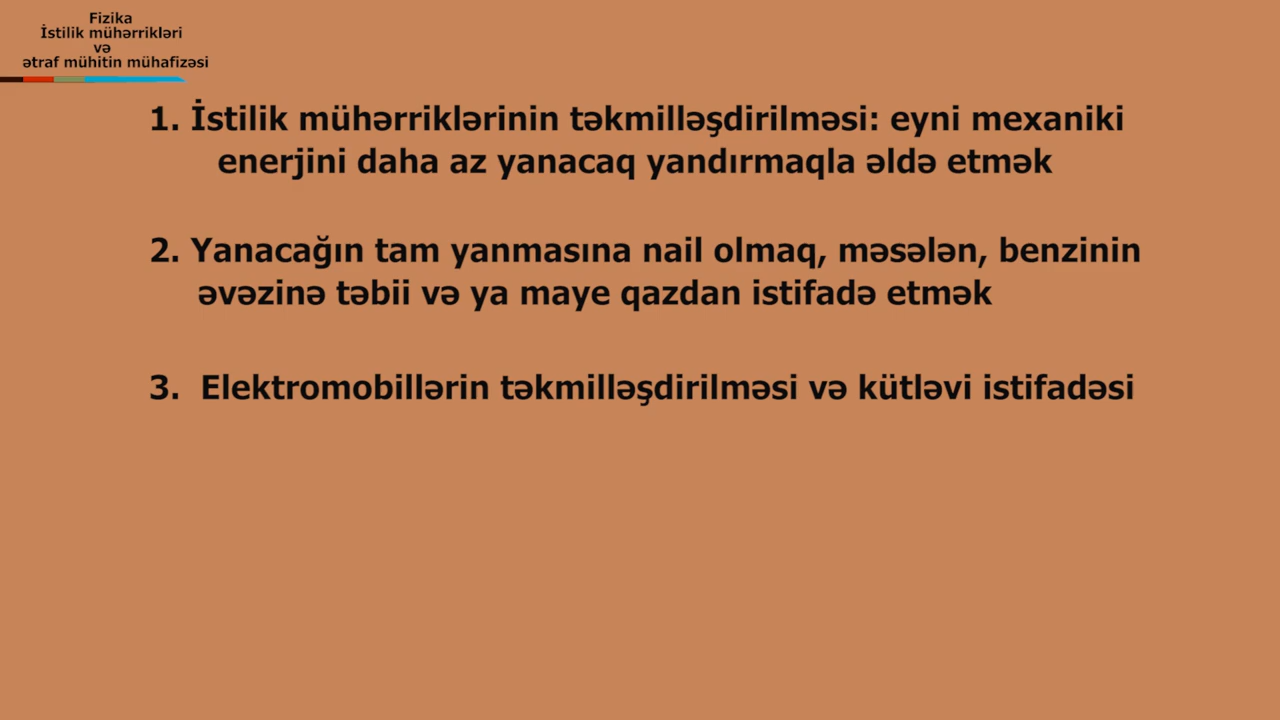 Fizika
İstilik mühərrikləri
və
ətraf mühitin mühafizəsi
1. İstilik mühərriklərinin təkmilləşdirilməsi: eyni mexaniki
enerjini daha az yanacaq yandırmaqla əldə etmək
2. Yanacağın tam yanmasına nail olmaq, məsələn, benzinin
əvəzinə təbii və ya maye qazdan istifadə etmək
3. Elektromobillərin təkmilləşdirilməsi və kütləvi istifadəsi